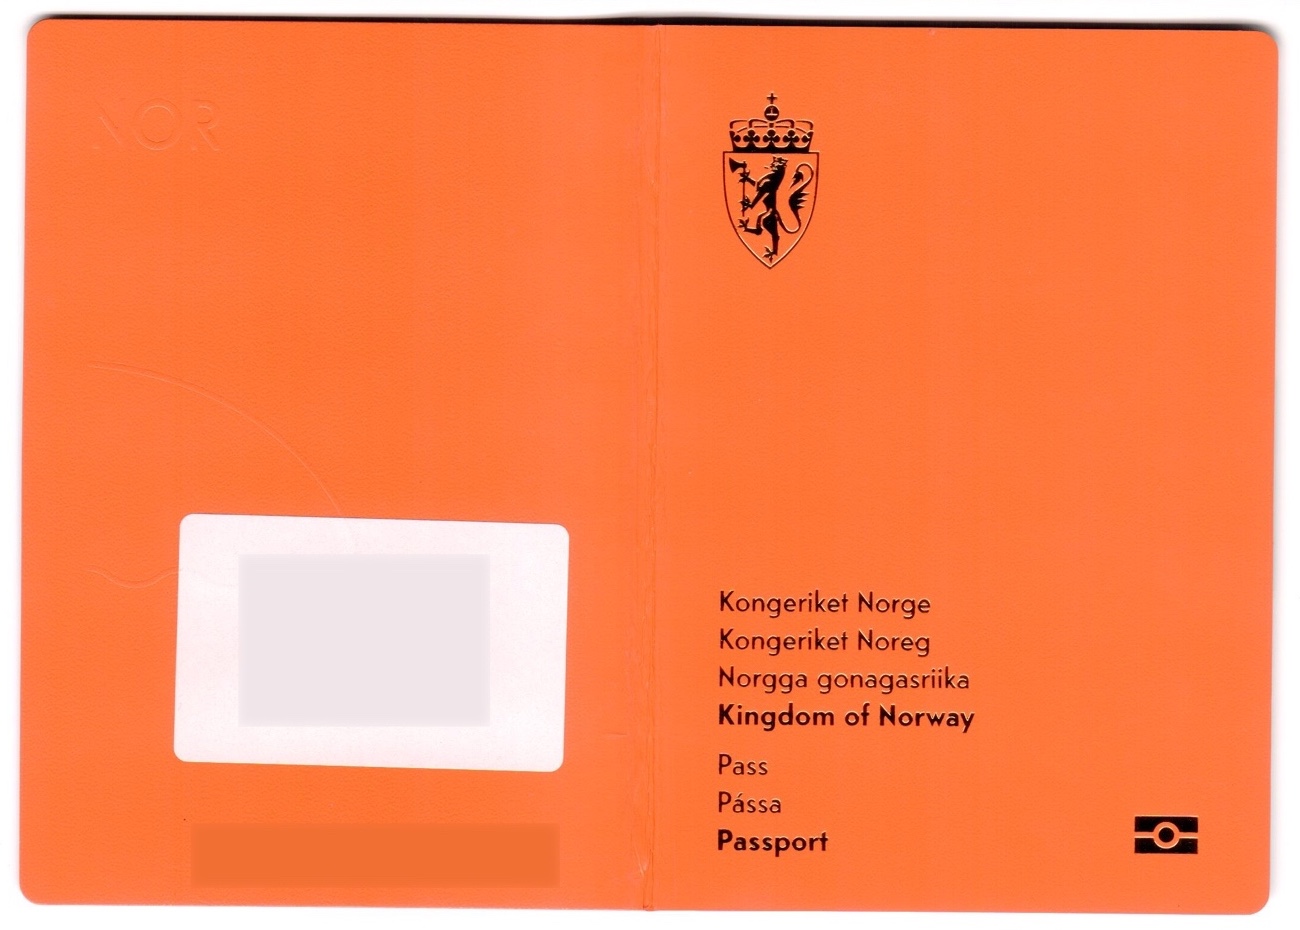 NOR
Kongeriket Norge
Kongeriket Noreg
Norgga gonagasriika
Kingdom of Norway
Pass
Pássa
Passport